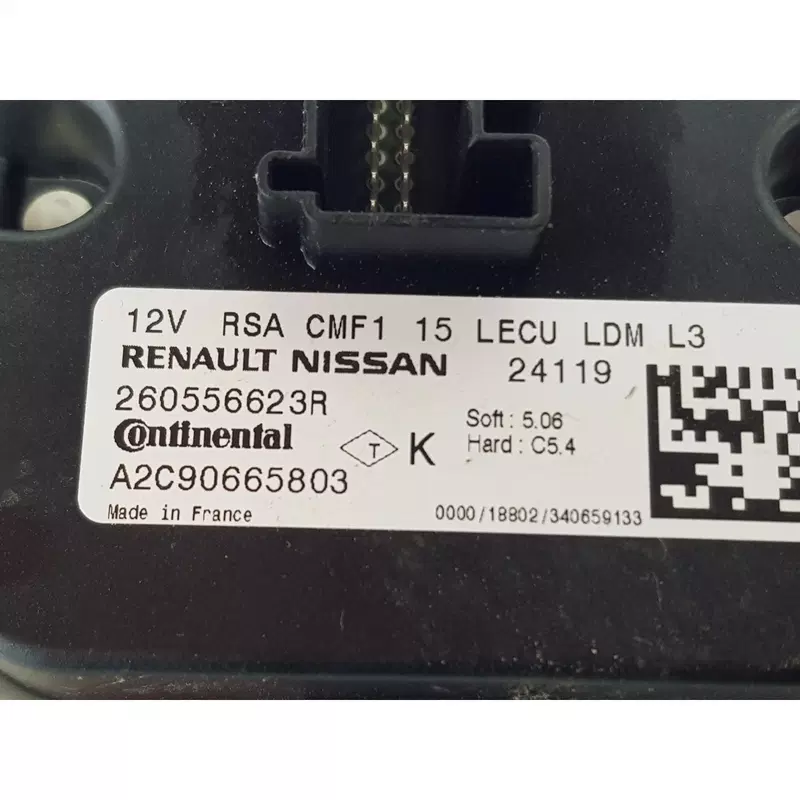 12V RSA CMF1 15 LECU LDM L3
RENAULT NISSAN 24119
260556623R
Soft : 5.06
Continental T K Hard : C5.4
A2C90665803
Made in France 0000/18802/340659133